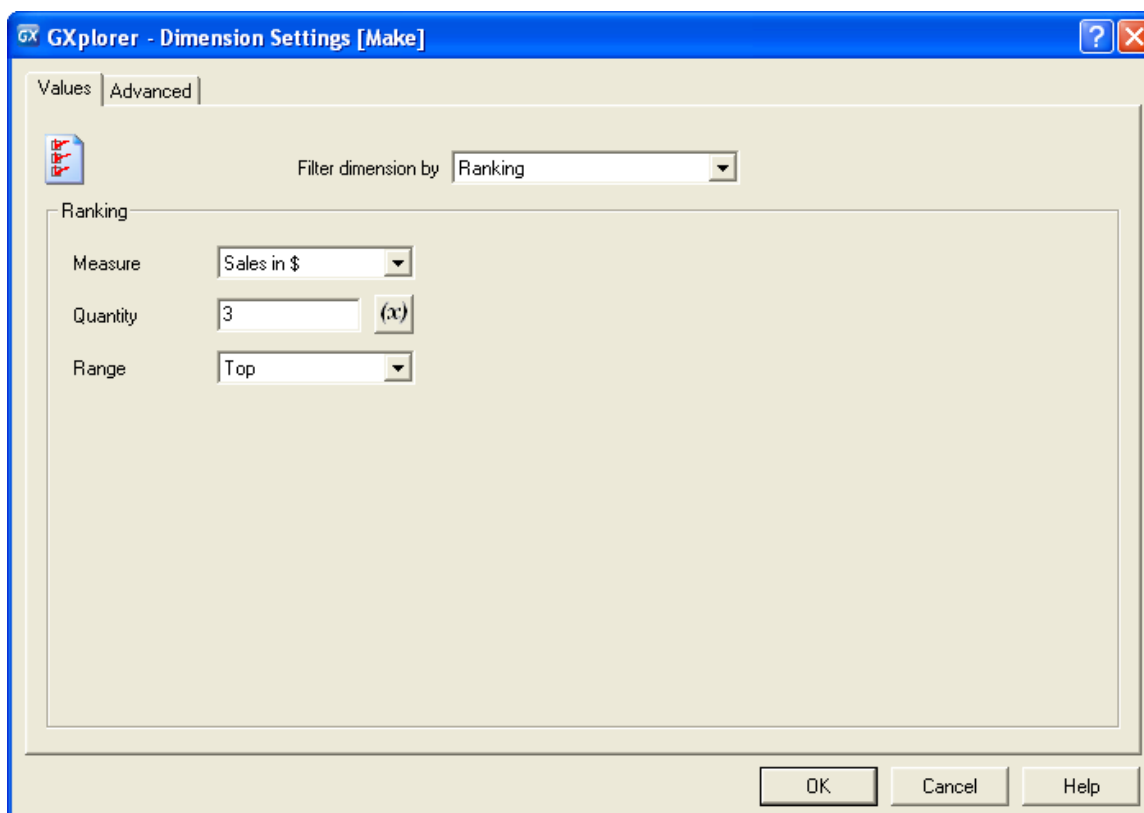 GX GXplorer - Dimension Settings [Make] ?
Values Advanced
Filter dimension by Ranking
Ranking
Measure Sales in $
Quantity 3 (x)
Range Top
OK Cancel Help